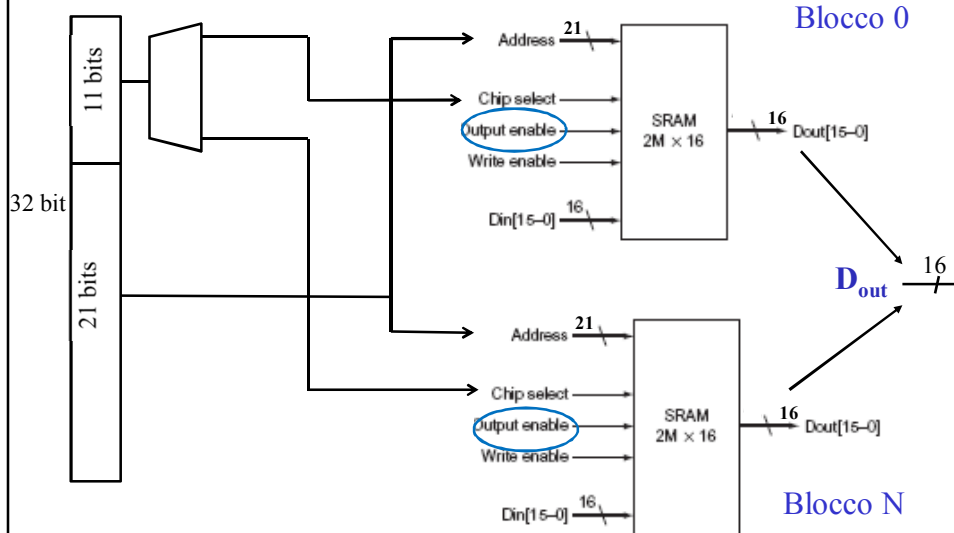 Blocco 0
32 bit
11 bits
21 bits
Address 21
Chip select
Output enable
Write enable
Din[15–0] 16
SRAM
2M × 16
16 Dout[15–0]
Dout 16
Address 21
Chip select
Output enable
Write enable
Din[15–0] 16
SRAM
2M × 16
16 Dout[15–0]
Blocco N